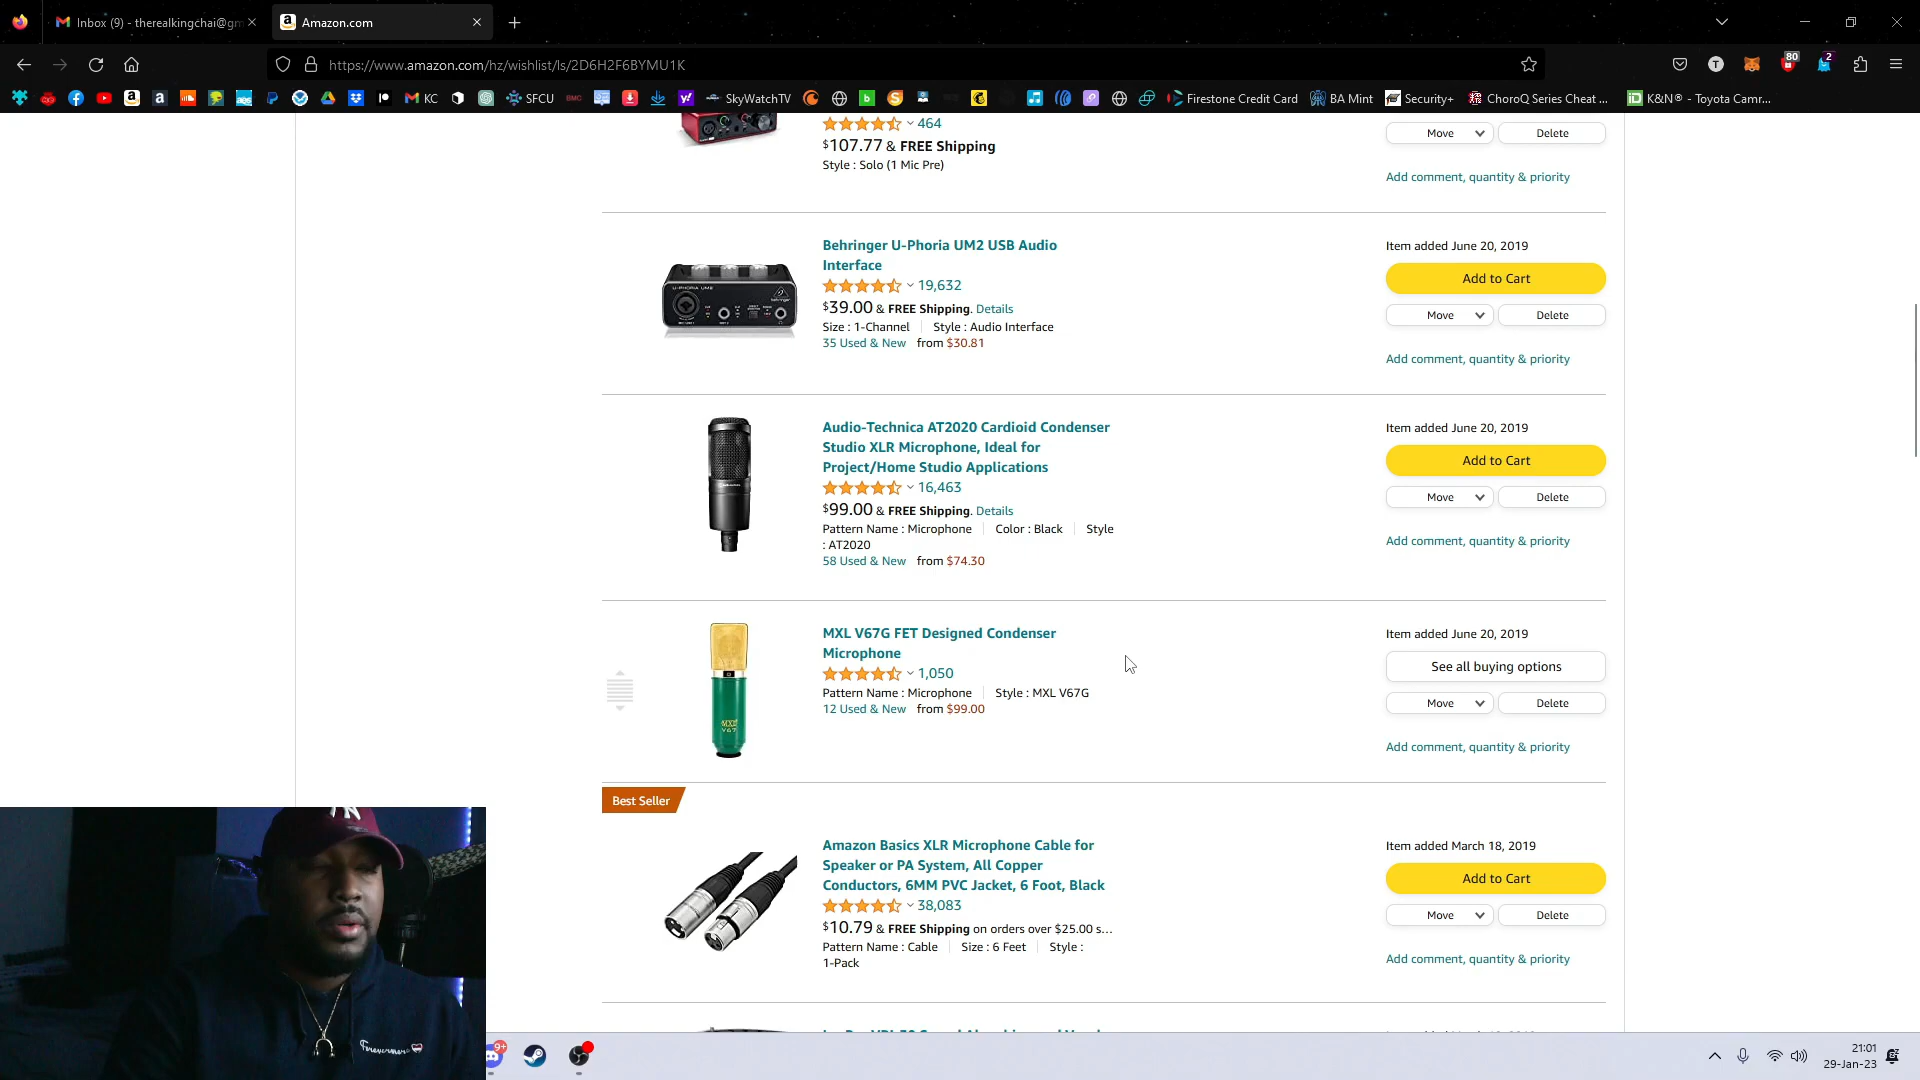 Inbox (9) - therealkingchai@gm
Amazon.com
https://www.amazon.com/hz/wishlist/ls/2D6H2F6BYMU1K
80
2
KC
SFCU
SkyWatchTV
Firestone Credit Card
BA Mint
Security+
ChoroQ Series Cheat ...
K&N® - Toyota Camr...
464
$107.77 & FREE Shipping
Style : Solo (1 Mic Pre)
Move
Delete
Add comment, quantity & priority
Behringer U-Phoria UM2 USB Audio
Interface
19,632
$39.00 & FREE Shipping. Details
Size : 1-Channel
Style : Audio Interface
35 Used & New from $30.81
Item added June 20, 2019
Add to Cart
Move
Delete
Add comment, quantity & priority
Audio-Technica AT2020 Cardioid Condenser
Studio XLR Microphone, Ideal for
Project/Home Studio Applications
16,463
$99.00 & FREE Shipping. Details
Pattern Name : Microphone
Color : Black
Style
: AT2020
58 Used & New from $74.30
Item added June 20, 2019
Add to Cart
Move
Delete
Add comment, quantity & priority
MXL V67G FET Designed Condenser
Microphone
1,050
Pattern Name : Microphone
Style : MXL V67G
12 Used & New from $99.00
Item added June 20, 2019
See all buying options
Move
Delete
Add comment, quantity & priority
Best Seller
Amazon Basics XLR Microphone Cable for
Speaker or PA System, All Copper
Conductors, 6MM PVC Jacket, 6 Foot, Black
38,083
$10.79 & FREE Shipping on orders over $25.00 s...
Pattern Name : Cable
Size : 6 Feet
Style :
1-Pack
Item added March 18, 2019
Add to Cart
Move
Delete
Add comment, quantity & priority
9+
21:01
29-Jan-23